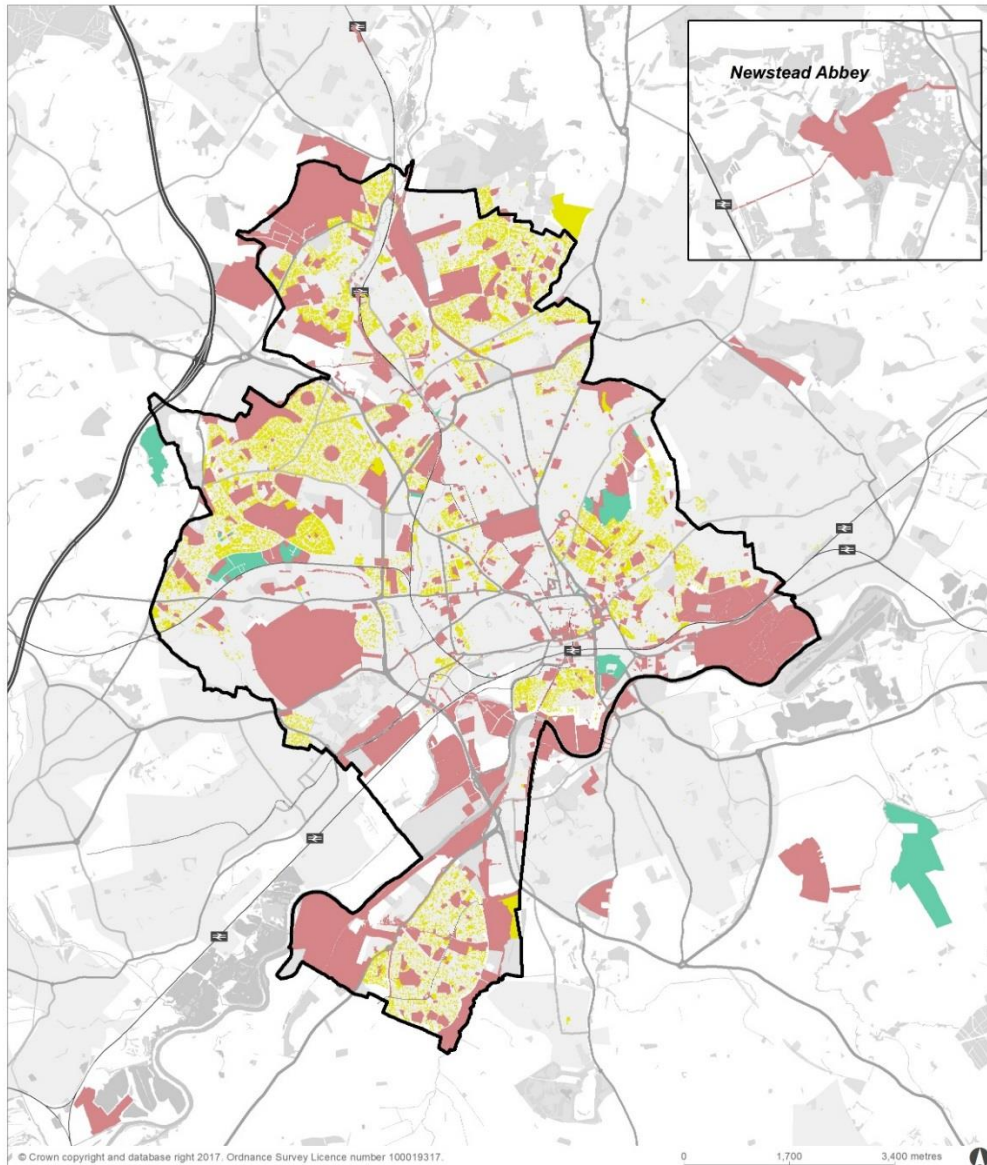 Newstead Abbey
© Crown copyright and database right 2017. Ordnance Survey Licence number 100019317.
0 1,700 3,400 metres